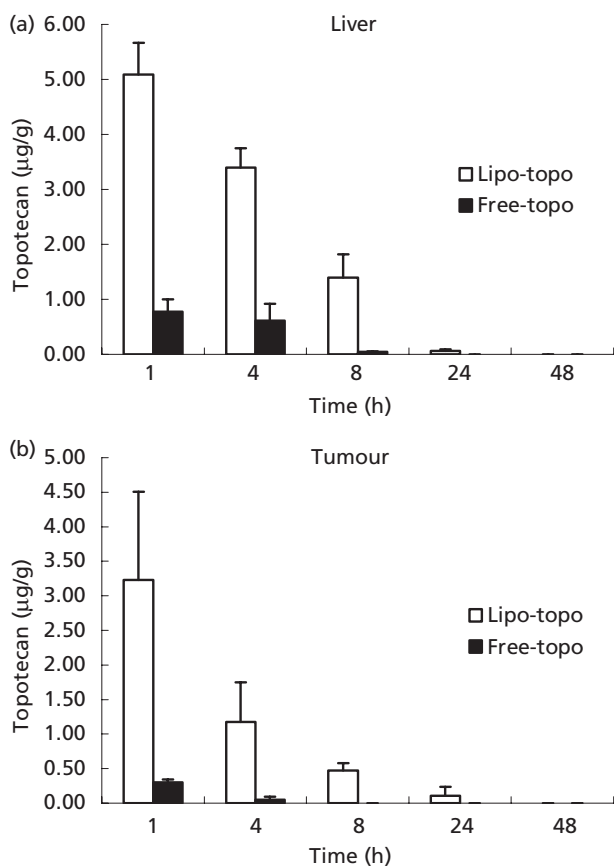 (a)
Liver
6.00
5.00
4.00
3.00
2.00
1.00
0.00
Topotecan (µg/g)
Lipo-topo
Free-topo
1 4 8 24 48
Time (h)
(b)
Tumour
5.00
4.50
4.00
3.50
3.00
2.50
2.00
1.50
1.00
0.50
0.00
Topotecan (µg/g)
Lipo-topo
Free-topo
1 4 8 24 48
Time (h)